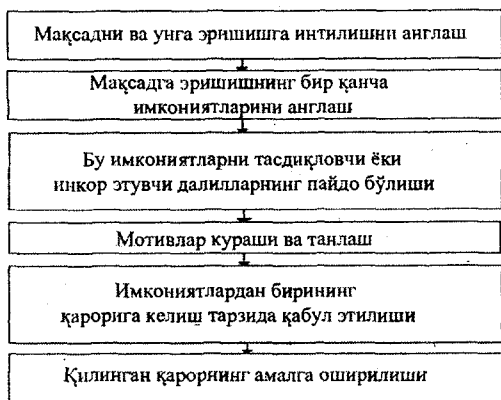 Мақсадни ва унга эришишга интилишни англаш
Мақсадга эришишнинг бир қанча
имкониятларини англаш
Бу имкониятларни тасдиқловчи ёки
инкор этувчи далилларнинг пайдо бўлиши
Мотивлар кураши ва танлаш
Имкониятлардан бирининг
қарорига келиш тарзида қабул этилиши
Қилинган қарорнинг амалга оширилиши